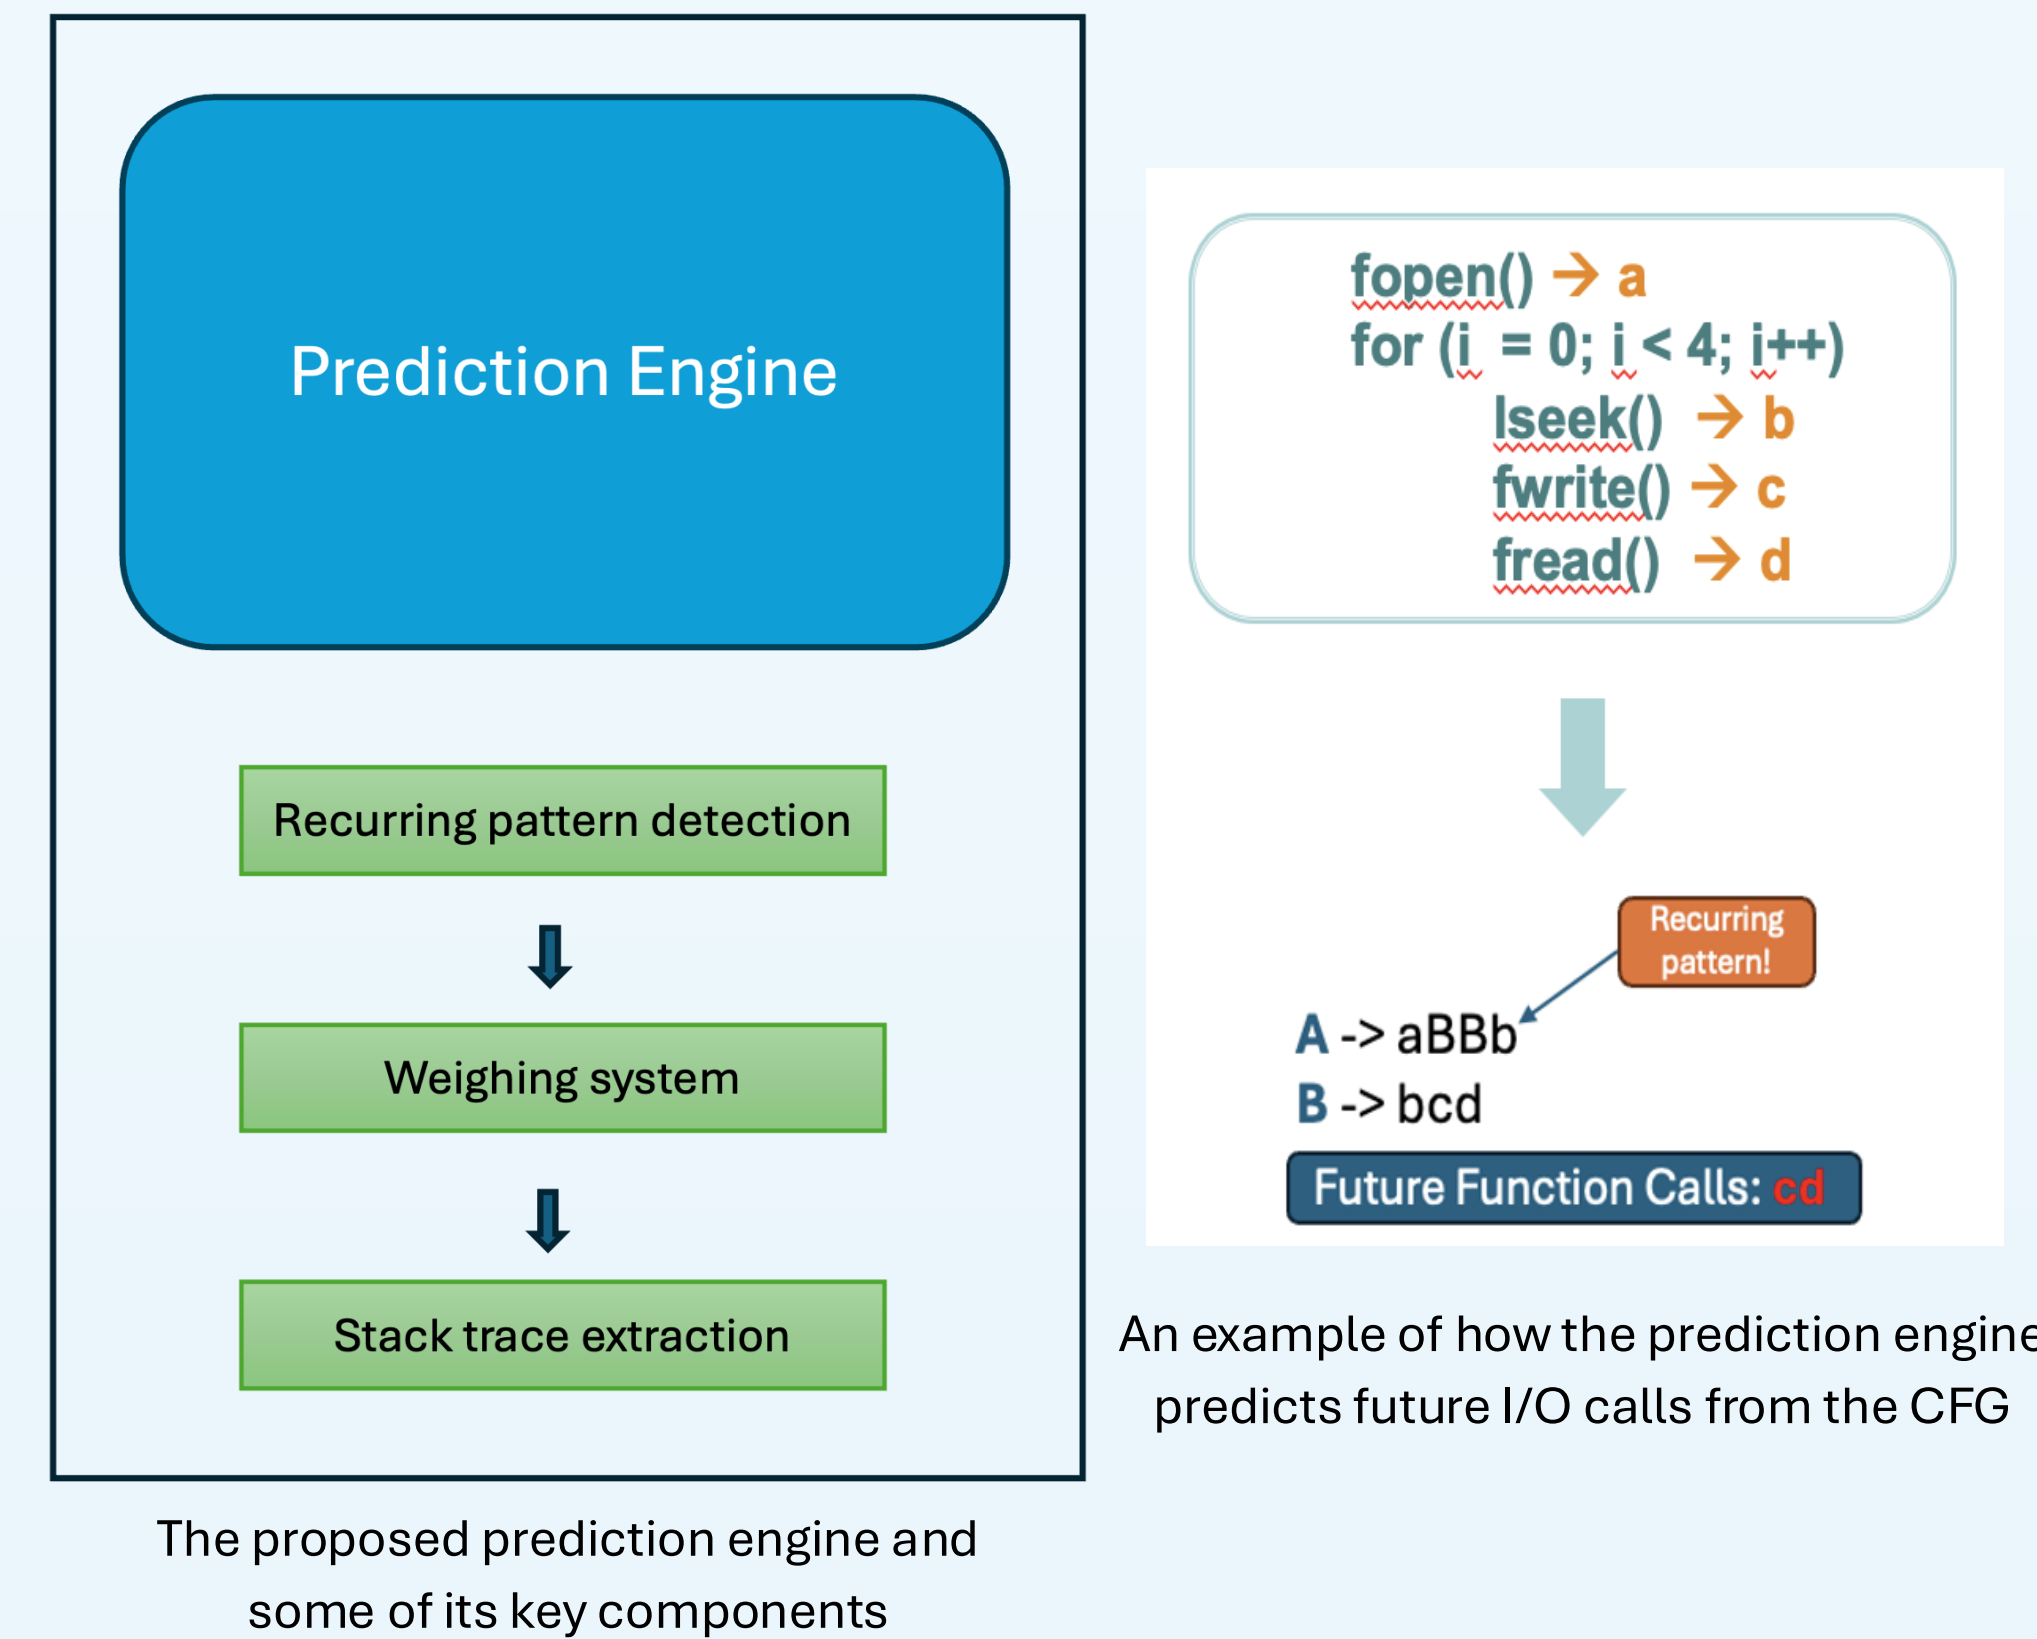 Prediction Engine
Recurring pattern detection
Weighing system
Stack trace extraction
The proposed prediction engine and
some of its key components
fopen() → a
for (i = 0; i < 4; i++)
lseek() → b
fwrite() → c
fread() → d
Recurring
pattern!
A -> aBBb
B -> bcd
Future Function Calls: cd
An example of how the prediction engine
predicts future I/O calls from the CFG